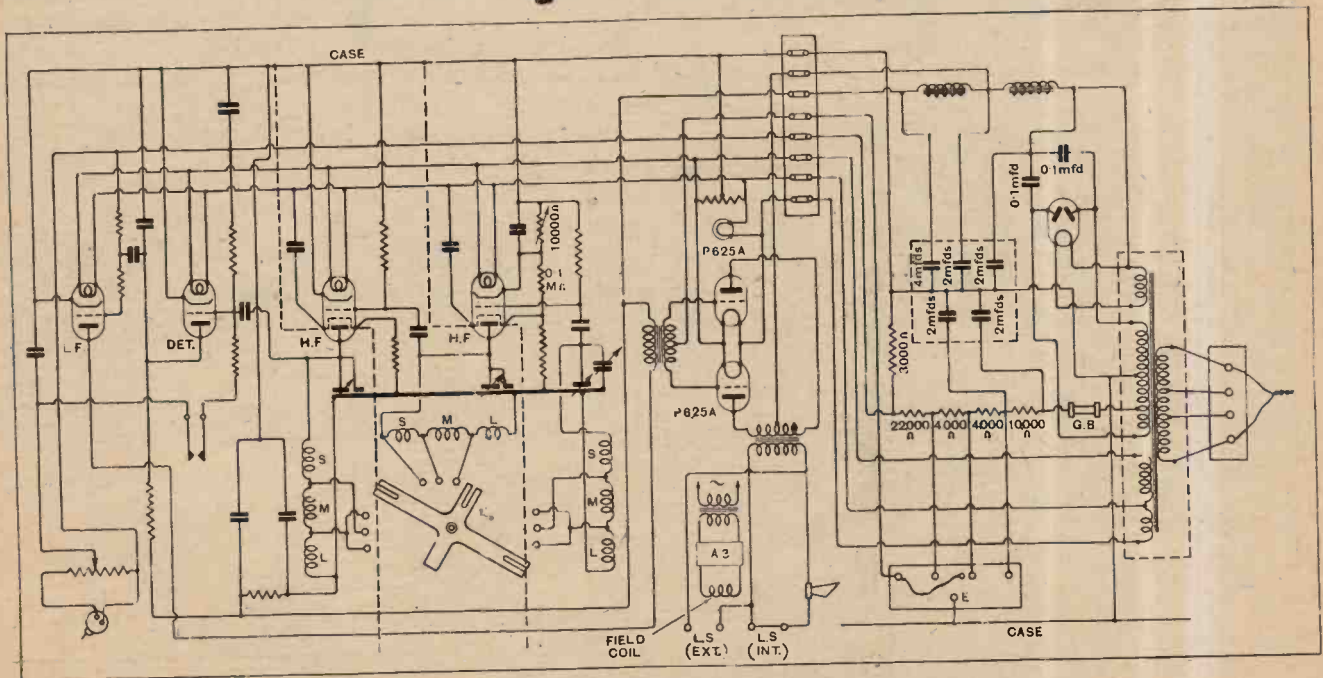 CASE
10000Ω
0·1
MΩ
L.F
DET.
H.F
H.F
P625A
P625A
S
M
L
S
M
L
S
M
L
A 3
FIELD
COIL
L.S
(EXT.)
L.S
(INT.)
4mfds
2mfds
2mfds
2mfds
2mfds
3000Ω
0·1mfd
0·1mfd
22000
Ω
4000
Ω
4000
Ω
10000
Ω
G.B
E
CASE